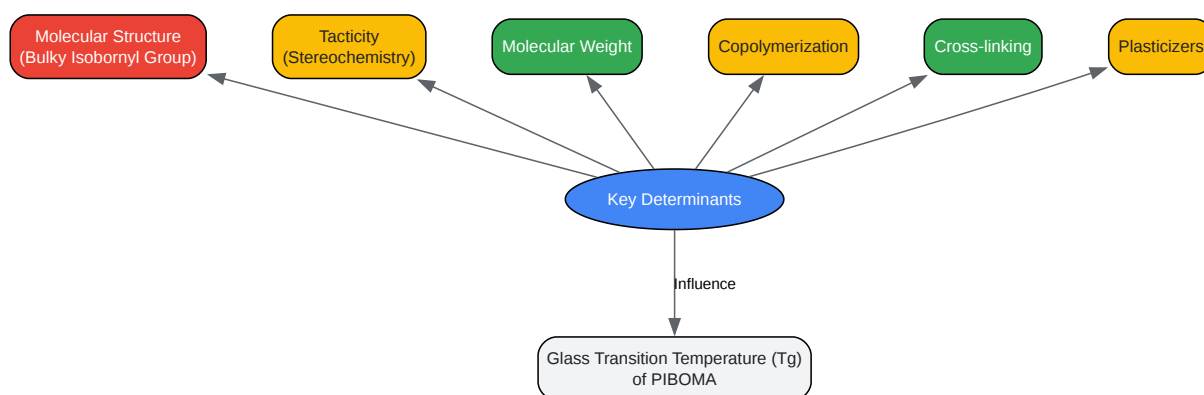 Molecular Structure
(Bulky Isobornyl Group)
Tacticity
(Stereochemistry)
Molecular Weight
Copolymerization
Cross-linking
Plasticizers
Key Determinants
Influence
Glass Transition Temperature (Tg)
of PIBOMA